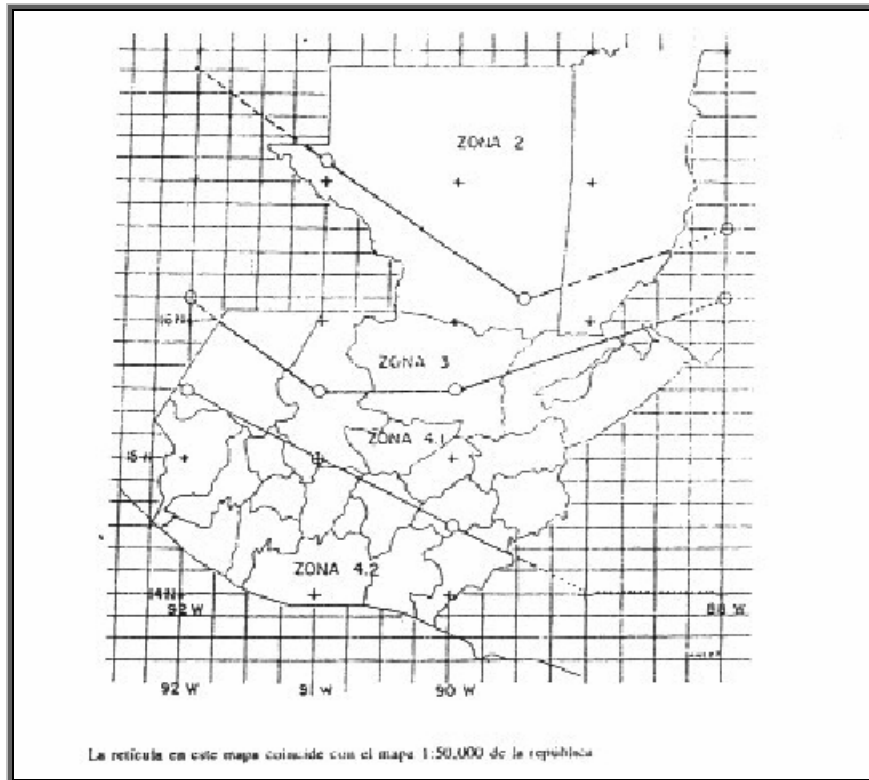 ZONA 2
16 N
ZONA 3
ZONA 4.1
15 N
ZONA 4.2
14 N
92 W
88 W
92 W
91 W
90 W
La retícula en este mapa coincide con el mapa 1:50,000 de la república